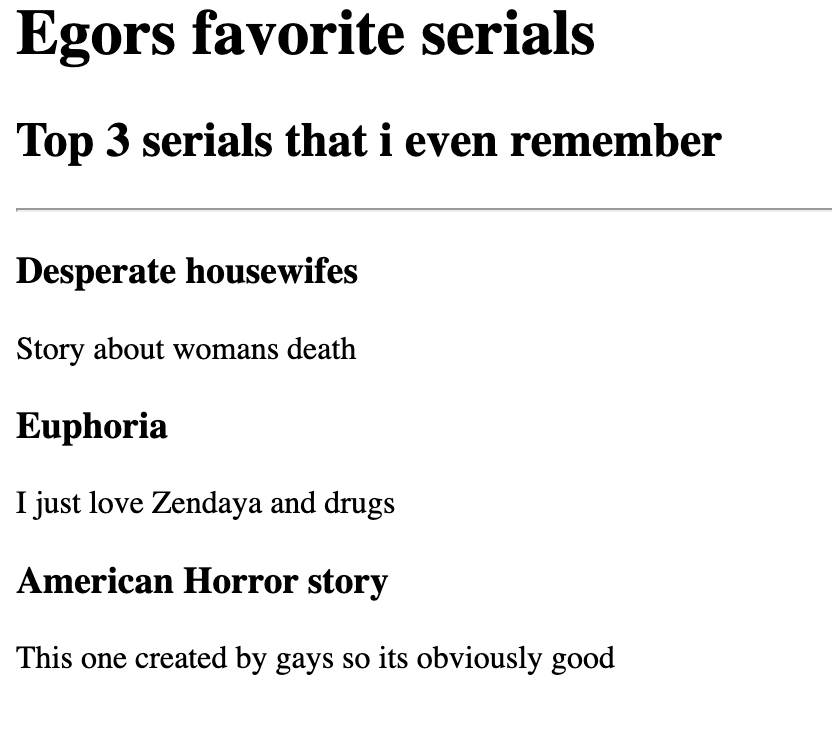 Egors favorite serials
Top 3 serials that i even remember
Desperate housewifes
Story about womans death
Euphoria
I just love Zendaya and drugs
American Horror story
This one created by gays so its obviously good